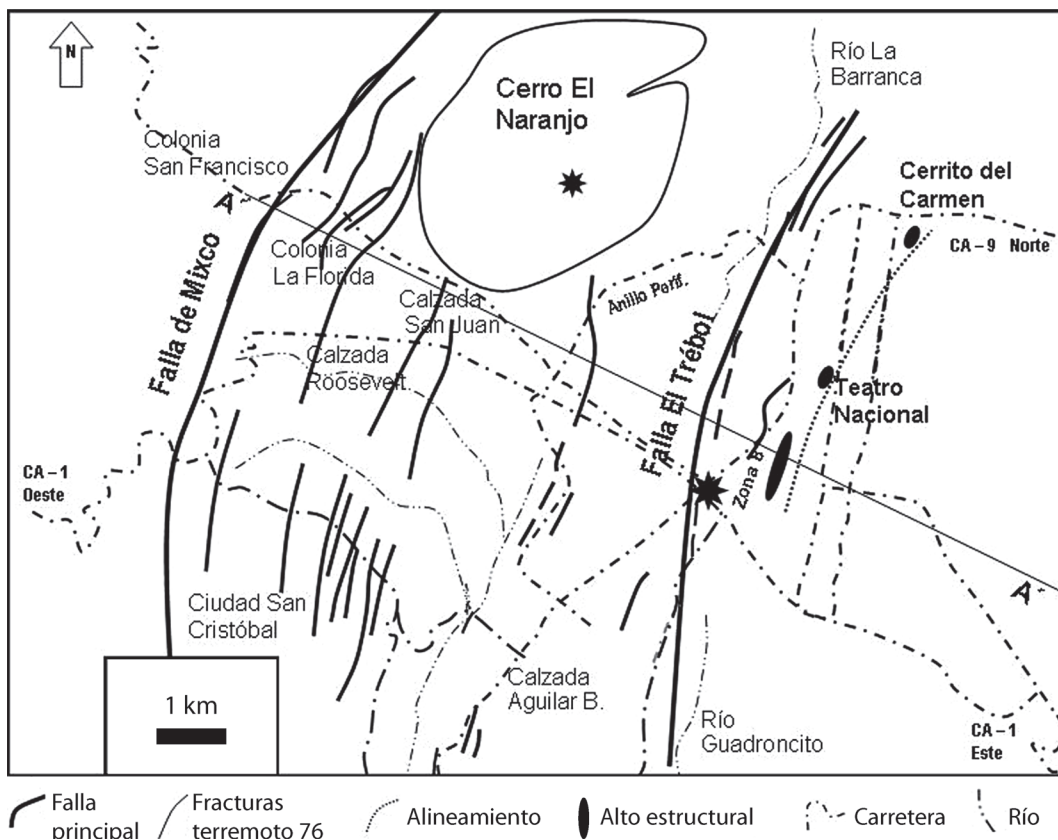 N
Río La
Barranca
Cerro El
Naranjo
Colonia
San Francisco
Cerrito del
Carmen
A
CA-9 Norte
Colonia
La Florida
Falla de Mixco
Anillo Perif.
Calzada
San Juan
Falla El Trébol
Calzada
Roosevelt.
Teatro
Nacional
CA-1
Oeste
Zona 8
A
Ciudad San
Cristóbal
Calzada
Aguilar B.
1 km
Río
Guadroncito
CA-1
Este
Falla
principal
Fracturas
terremoto 76
Alineamiento
Alto estructural
Carretera
Río